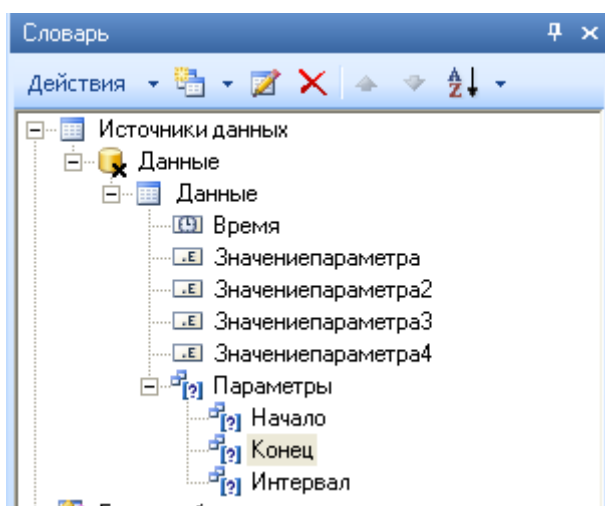 Словарь
Действия
Источники данных
Данные
Данные
Время
Значениепараметра
Значениепараметра2
Значениепараметра3
Значениепараметра4
Параметры
Начало
Конец
Интервал